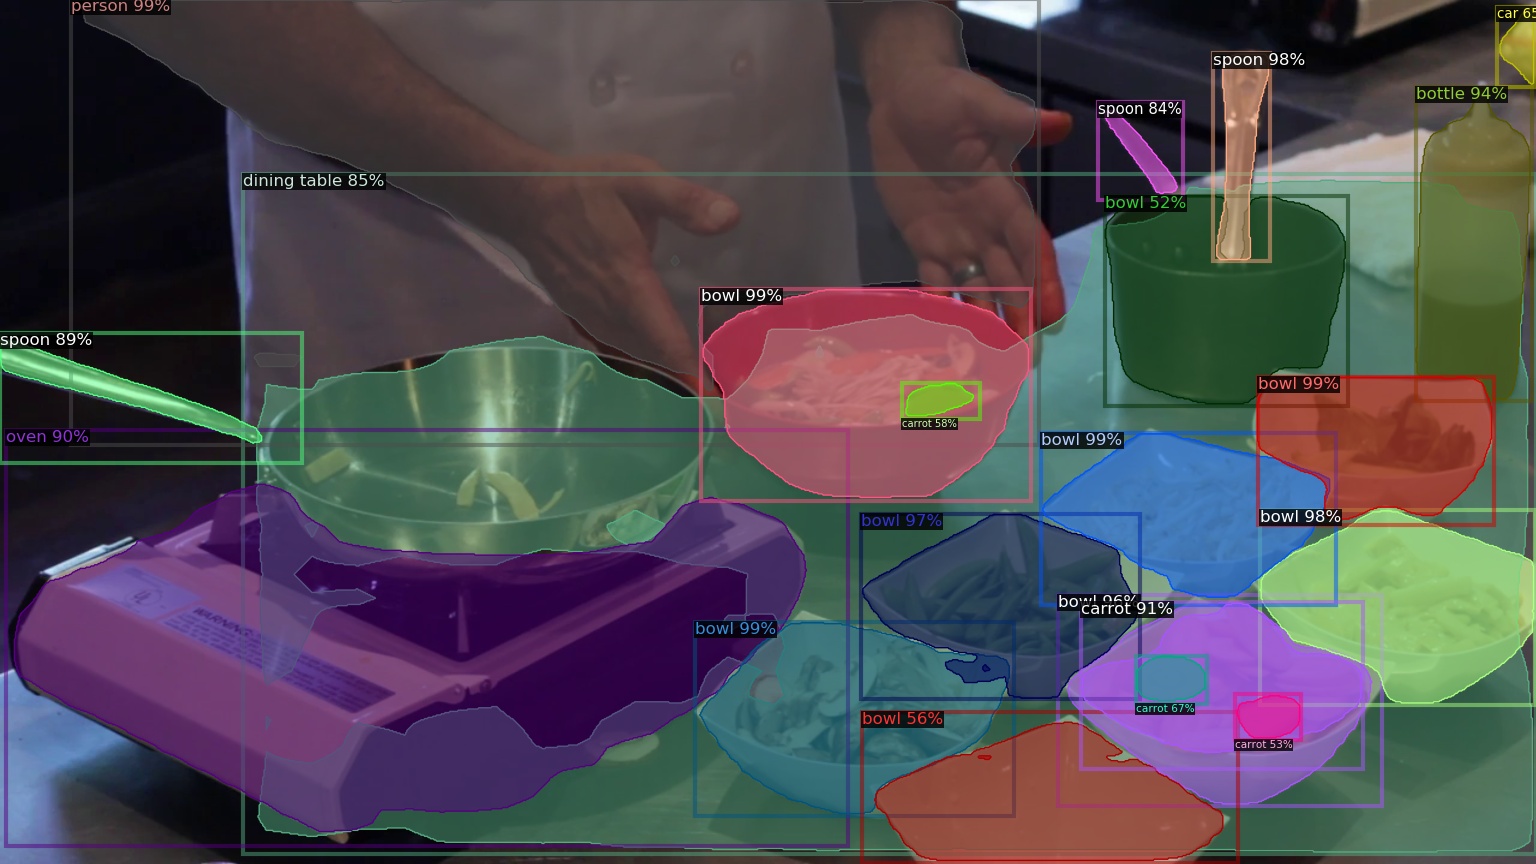 person 99%
car 65
spoon 98%
bottle 94%
spoon 84%
dining table 85%
bowl 52%
bowl 99%
spoon 89%
bowl 99%
carrot 58%
oven 90%
bowl 99%
bowl 97%
bowl 98%
WARNING
bowl 96%
carrot 91%
bowl 99%
carrot 67%
bowl 56%
carrot 53%